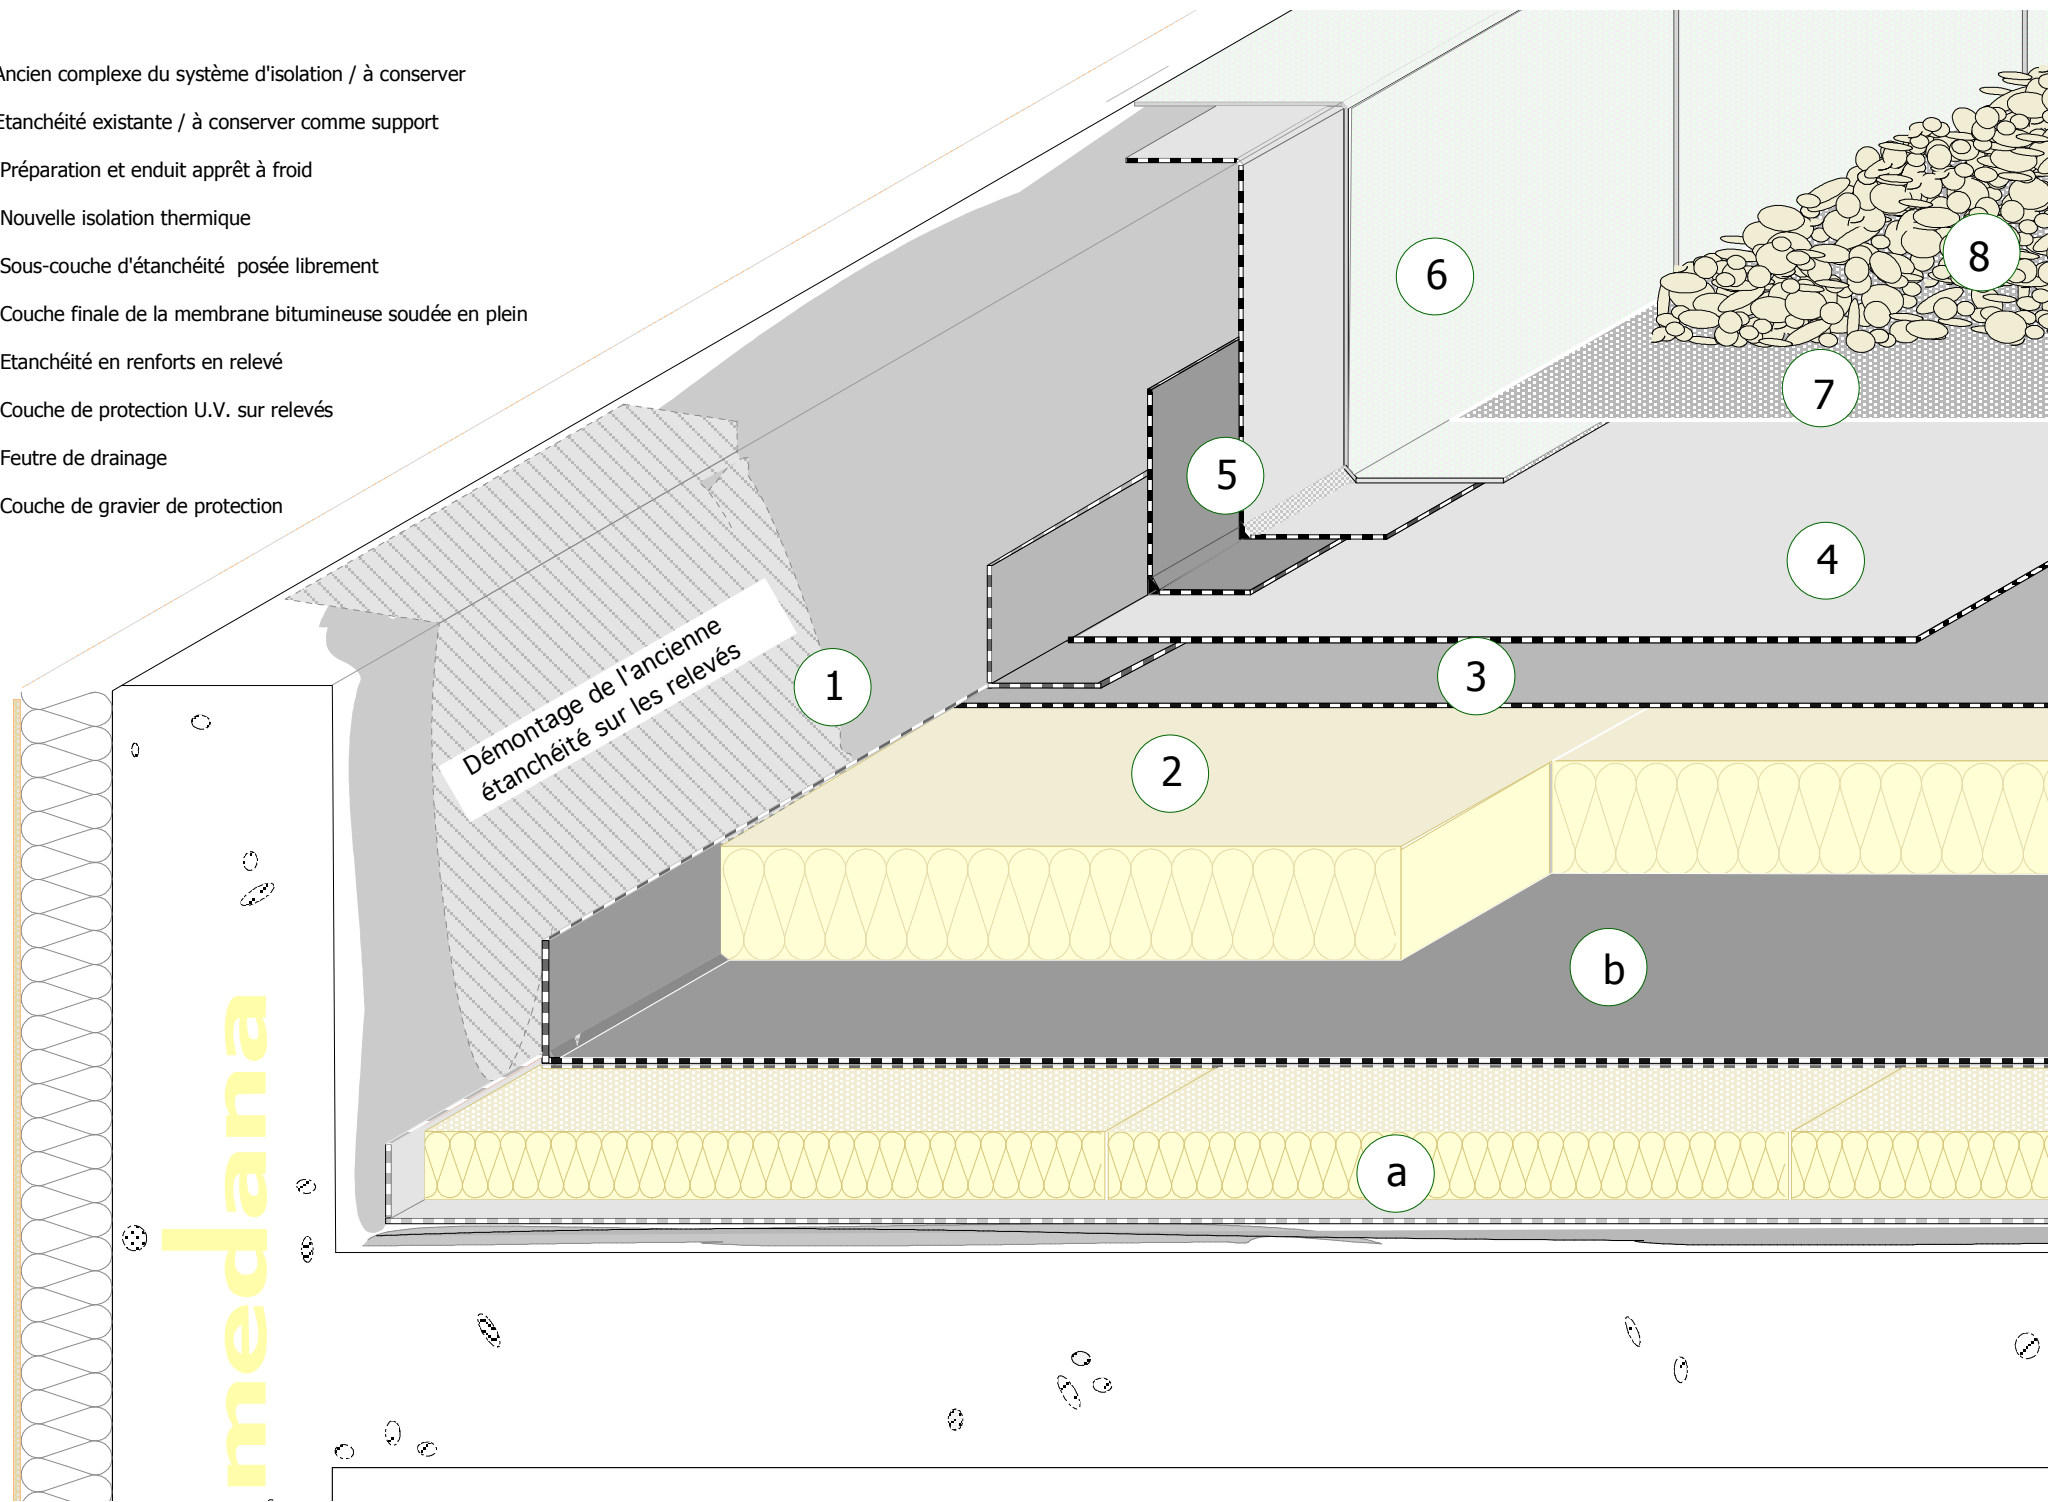 Ancien complexe du système d'isolation / à conserver
Etanchéité existante / à conserver comme support
Préparation et enduit apprêt à froid
Nouvelle isolation thermique
Sous-couche d'étanchéité  posée librement
Couche finale de la membrane bitumineuse soudée en plein
Etanchéité en renforts en relevé
Couche de protection U.V. sur relevés
Feutre de drainage
Couche de gravier de protection
8
6
7
5
4
Démontage de l'ancienne
étanchéité sur les relevés
1
3
2
b
a
medana